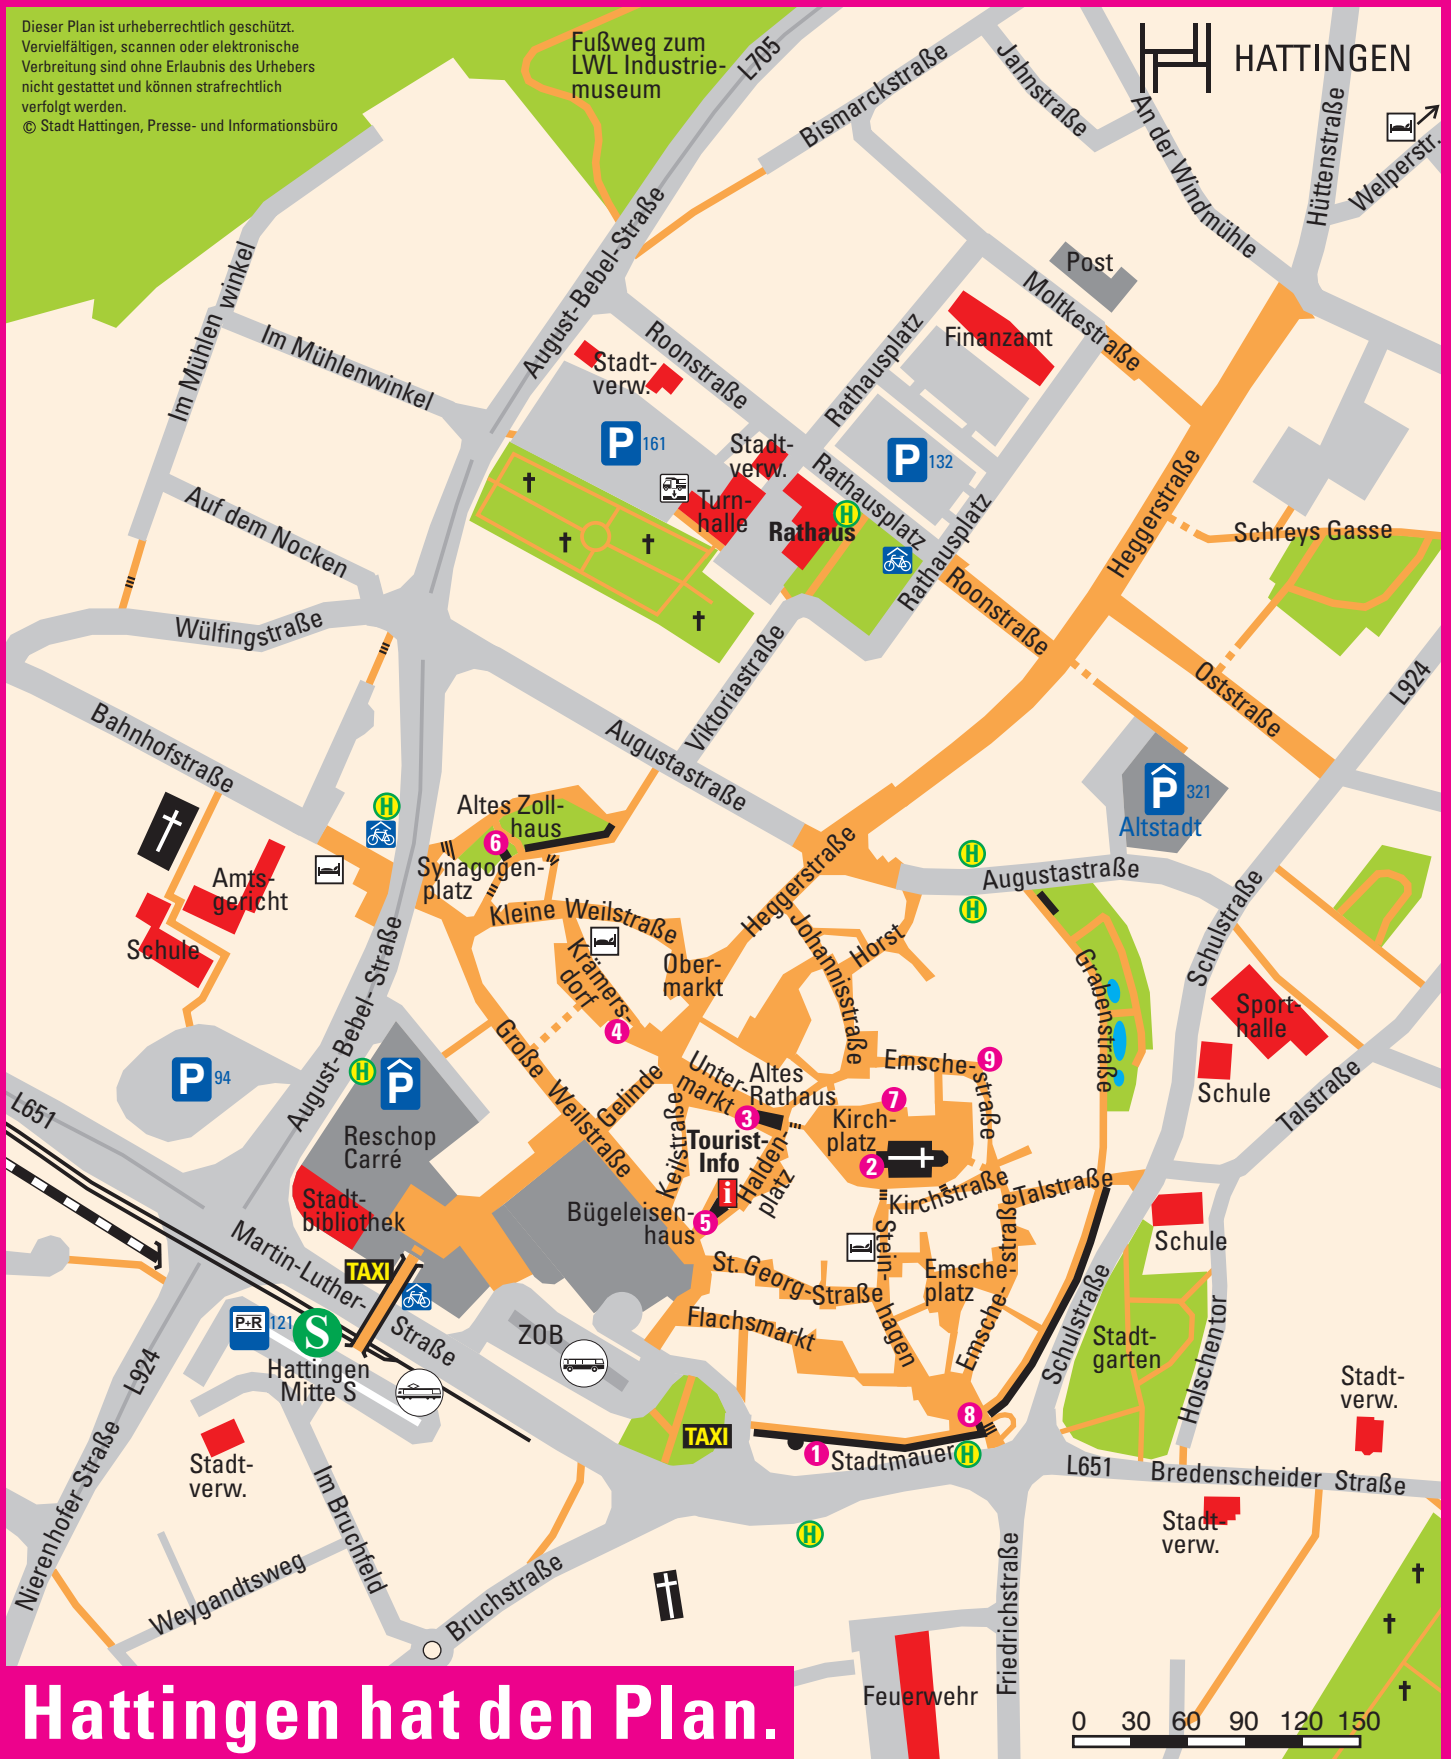 Dieser Plan ist urheberrechtlich geschützt.
Vervielfältigen, scannen oder elektronische
Verbreitung sind ohne Erlaubnis des Urhebers
nicht gestattet und können strafrechtlich
verfolgt werden.
© Stadt Hattingen, Presse- und Informationsbüro
Fußweg zum
LWL Industrie-
museum
L705
Bismarckstraße
Jahnstraße
HATTINGEN
An der Windmühle
Hüttenstraße
Welperstr.
August-Bebel-Straße
Im Mühlen winkel
Im Mühlenwinkel
Post
Moltkestraße
Finanzamt
Roonstraße
Stadt-
verw.
Rathausplatz
P 161
Stadt-
verw.
P 132
Rathausplatz
Turn-
halle
Rathaus
H
Rathausplatz
Heggerstraße
Schreys Gasse
Auf dem Nocken
Roonstraße
Wülfingstraße
Viktoriastraße
Oststraße
L924
Bahnhofstraße
Augustastraße
P 321
Altstadt
H
Altes Zoll-
haus
6
Synagogen-
platz
H
Augustastraße
H
Amts-
gericht
Schule
Kleine Weilstraße
Heggerstraße
Johannisstraße
Horst
Krämers-
dorf
Ober-
markt
Grabenstraße
Schulstraße
Sport-
halle
Schule
August-Bebel-Straße
4
Große Weilstraße
Gelinde
Unter-
markt
Altes
Rathaus
3
Emsche-
straße
9
7
Kirch-
platz
2
P 94
H
P
L651
Reschop
Carré
Keilstraße
Tourist-
Info
i
Halden-
platz
Talstraße
Stadt-
bibliothek
Bügeleisen-
haus
5
Kirchstraße
Talstraße
Schule
Martin-Luther-
Straße
TAXI
St. Georg-Straße
Stein-
hagen
Emsche-
platz
Emsche-
straße
Flachsmarkt
Schulstraße
Stadt-
garten
Holschentor
P+R 121
S
Hattingen
Mitte S
ZOB
L924
Nierenhofer Straße
Stadt-
verw.
Stadt-
verw.
TAXI
8
1
Stadtmauer
H
L651
Bredenscheider Straße
Im Bruchfeld
Stadt-
verw.
H
Weygandtsweg
Bruchstraße
Friedrichstraße
Feuerwehr
Hattingen hat den Plan.
0 30 60 90 120 150